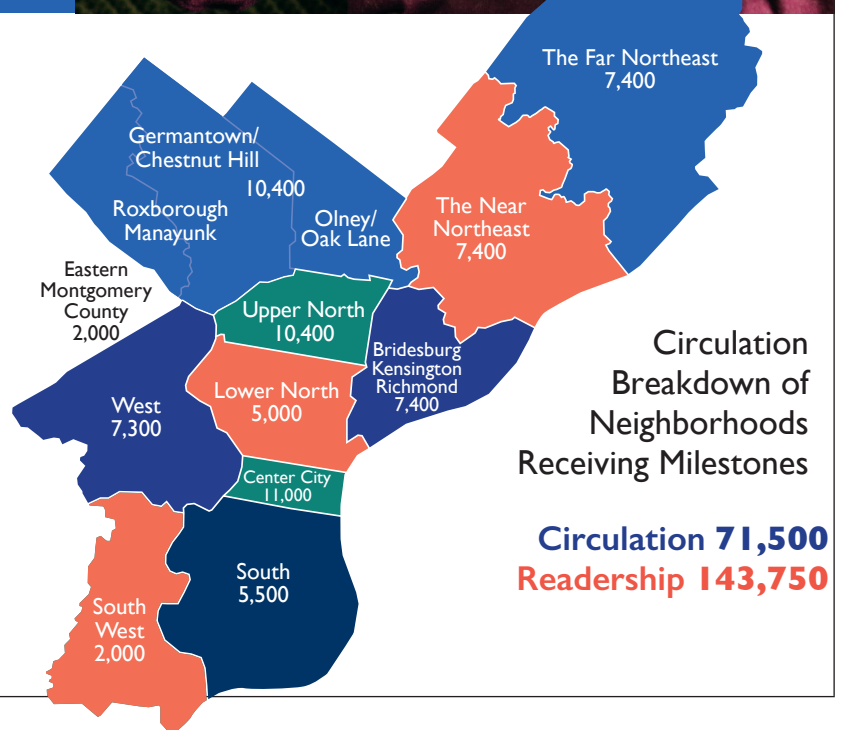 The Far Northeast
7,400
Germantown/
Chestnut Hill
10,400
Roxborough
Manayunk
Olney/
Oak Lane
The Near
Northeast
7,400
Eastern
Montgomery
County
2,000
Upper North
10,400
Bridesburg
Kensington
Richmond
7,400
Lower North
5,000
West
7,300
Center City
11,000
South
5,500
South
West
2,000
Circulation
Breakdown of
Neighborhoods
Receiving Milestones
Circulation 71,500
Readership 143,750